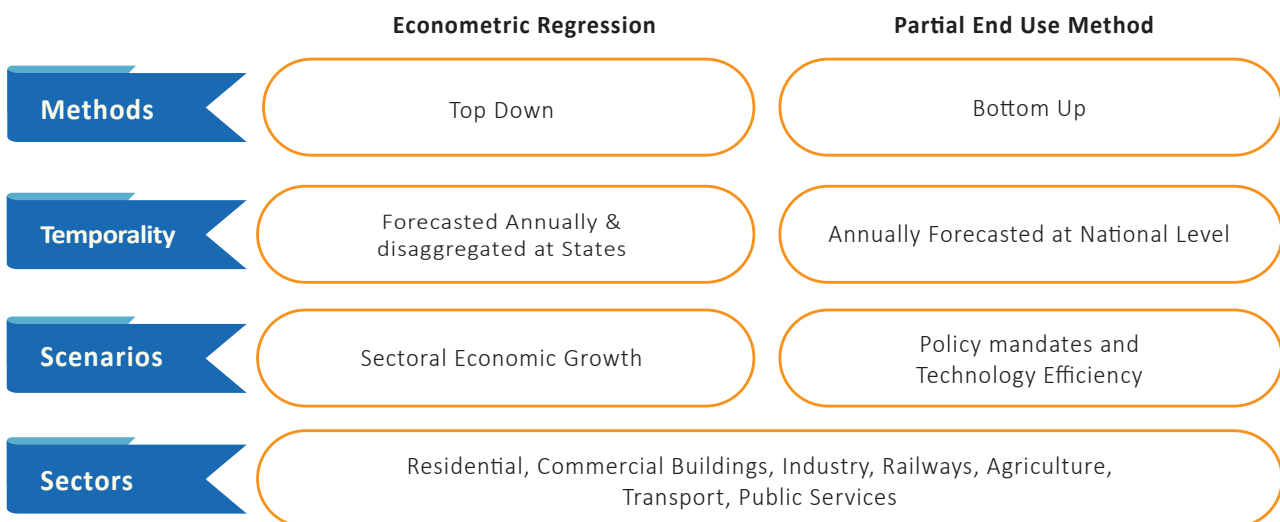 Econometric Regression
Partial End Use Method
Methods
Top Down
Bottom Up
Temporality
Forecasted Annually &
disaggregated at States
Annually Forecasted at National Level
Scenarios
Sectoral Economic Growth
Policy mandates and
Technology Efficiency
Sectors
Residential, Commercial Buildings, Industry, Railways, Agriculture,
Transport, Public Services